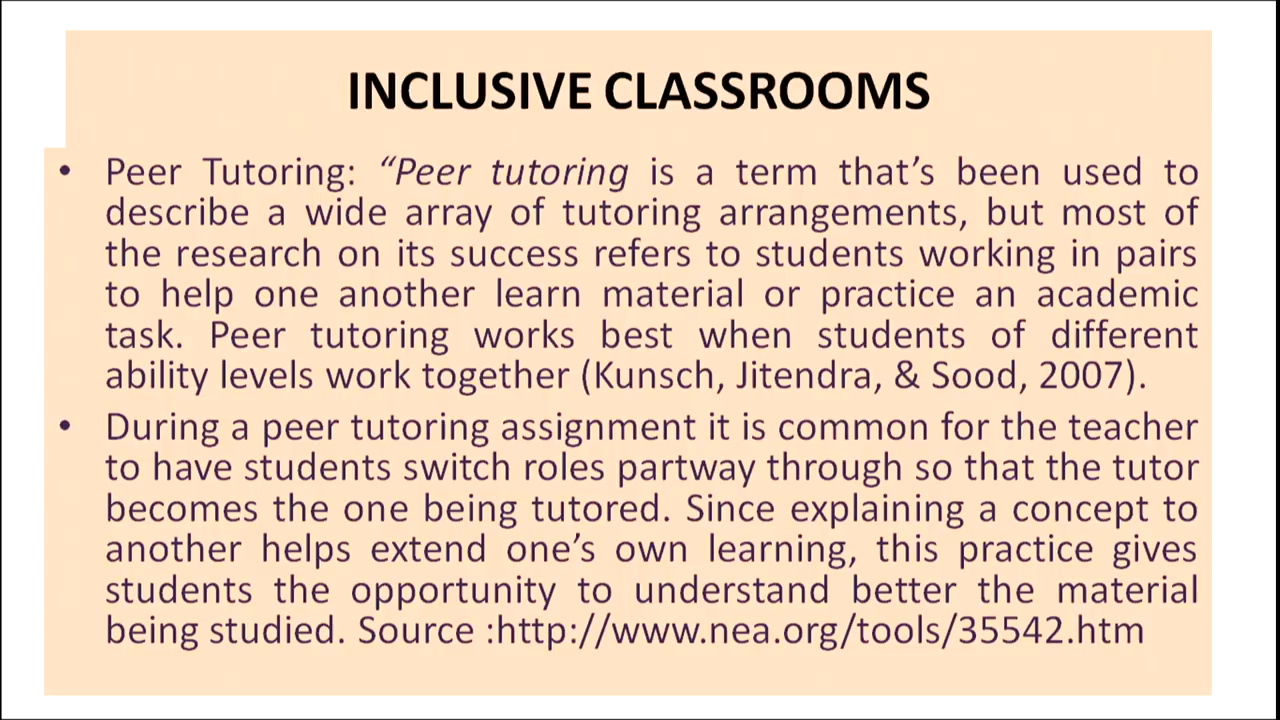 INCLUSIVE CLASSROOMS
• Peer Tutoring: “Peer tutoring is a term that’s been used to
describe a wide array of tutoring arrangements, but most of
the research on its success refers to students working in pairs
to help one another learn material or practice an academic
task. Peer tutoring works best when students of different
ability levels work together (Kunsch, Jitendra, & Sood, 2007).
• During a peer tutoring assignment it is common for the teacher
to have students switch roles partway through so that the tutor
becomes the one being tutored. Since explaining a concept to
another helps extend one’s own learning, this practice gives
students the opportunity to understand better the material
being studied. Source :http://www.nea.org/tools/35542.htm